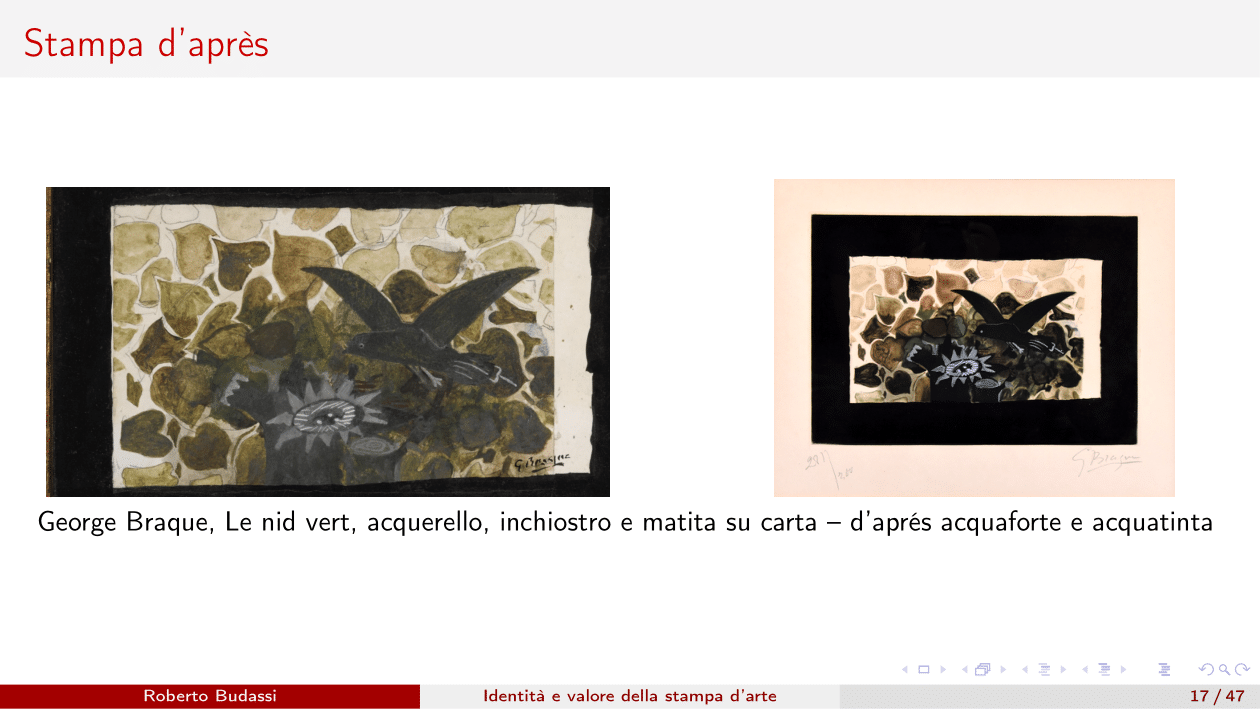 Stampa d'après
G Braque
G Braque
George Braque, Le nid vert, acquerello, inchiostro e matita su carta – d'aprés acquaforte e acquatinta
Roberto Budassi
Identità e valore della stampa d'arte
17 / 47